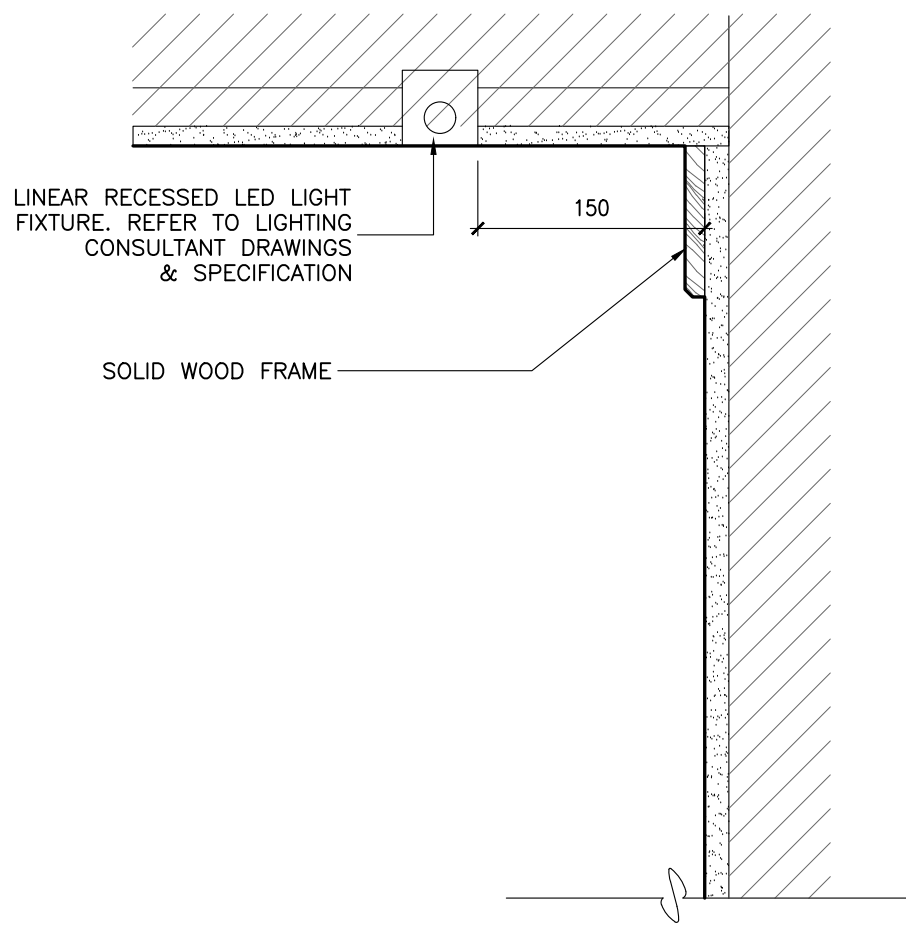 LINEAR RECESSED LED LIGHT
FIXTURE. REFER TO LIGHTING
CONSULTANT DRAWINGS
& SPECIFICATION
150
SOLID WOOD FRAME